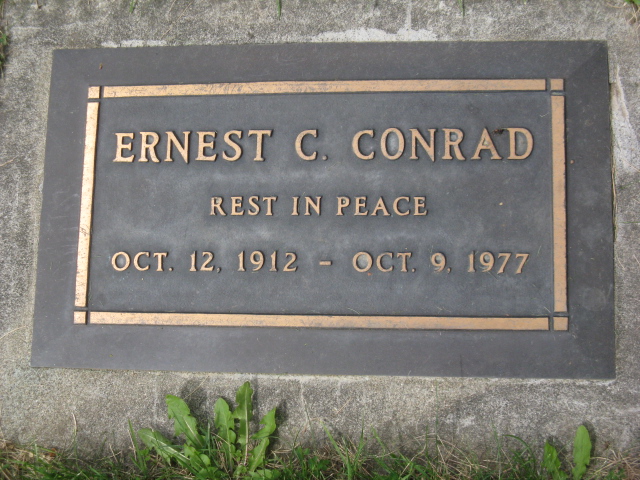 ERNEST C. CONRAD
REST IN PEACE
OCT. 12, 1912 – OCT. 9, 1977